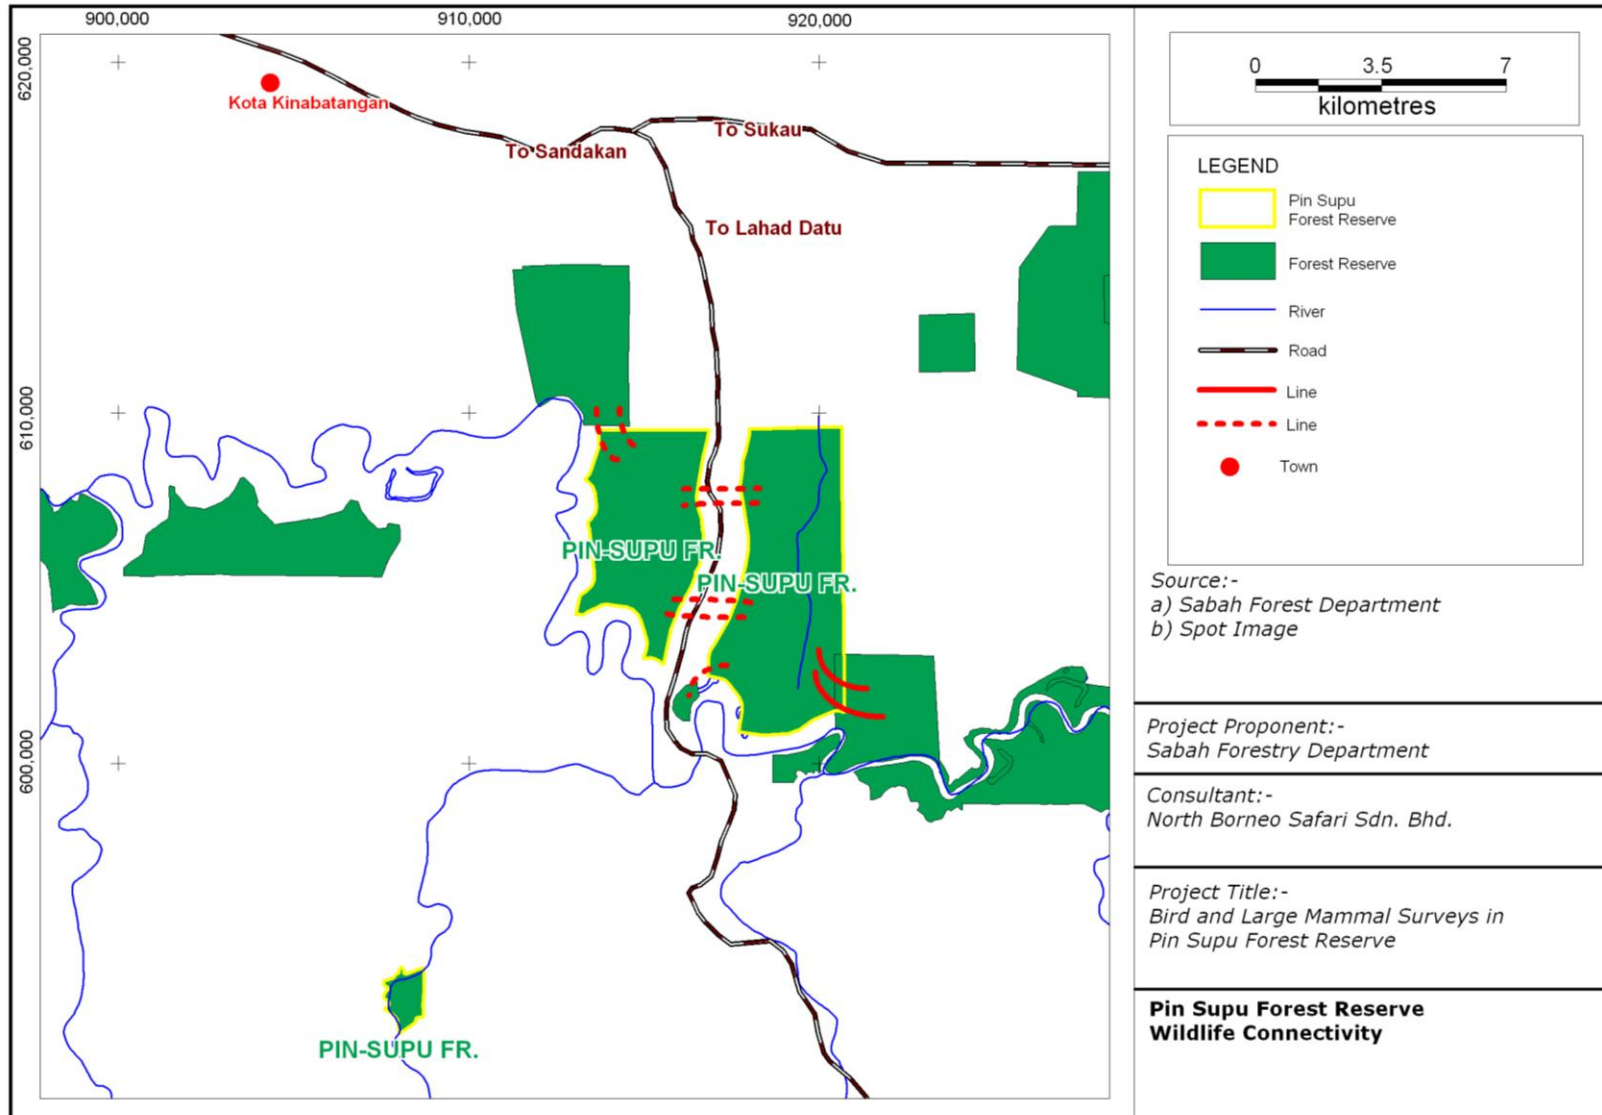 900,000
910,000
920,000
620,000
610,000
600,000
Kota Kinabatangan
To Sandakan
To Sukau
To Lahad Datu
PIN-SUPU FR.
PIN-SUPU FR.
PIN-SUPU FR.
0 3.5 7
kilometres
LEGEND
Pin Supu
Forest Reserve
Forest Reserve
River
Road
Line
Line
Town
Source:-
a) Sabah Forest Department
b) Spot Image
Project Proponent:-
Sabah Forestry Department
Consultant:-
North Borneo Safari Sdn. Bhd.
Project Title:-
Bird and Large Mammal Surveys in
Pin Supu Forest Reserve
Pin Supu Forest Reserve
Wildlife Connectivity